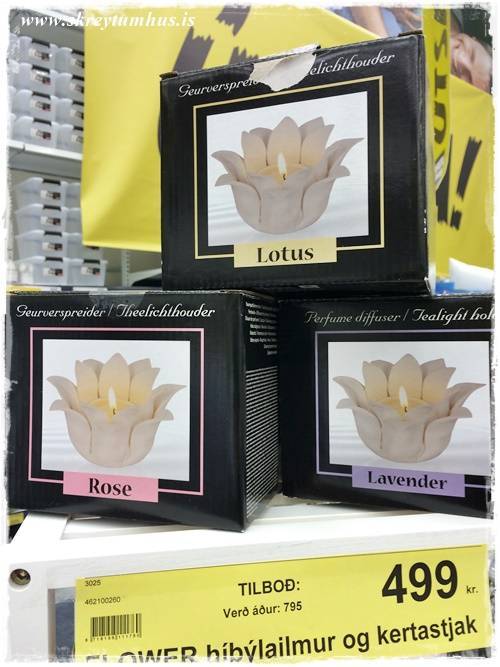 www.skreytumhus.is
Geurverspreider / Theelichthouder
Lotus
UTSA
!
Geurverspreider / Theelichthouder
Rose
Perfume diffuser / Tealight hol
Lavender
3025
462100260
TILBOÐ:
Verð áður: 795
499 kr.
FLOWER híbýlailmur og kertastjak